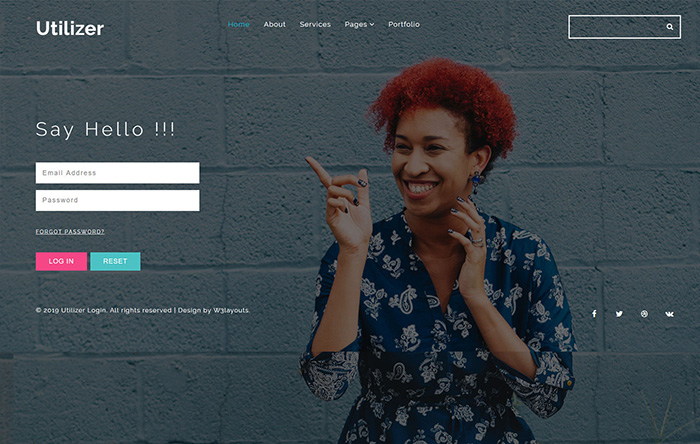 Utilizer
Home About Services Pages Portfolio
Say Hello !!!
Email Address
Password
FORGOT PASSWORD?
LOG IN RESET
© 2019 Utilizer Login. All rights reserved | Design by W3layouts.